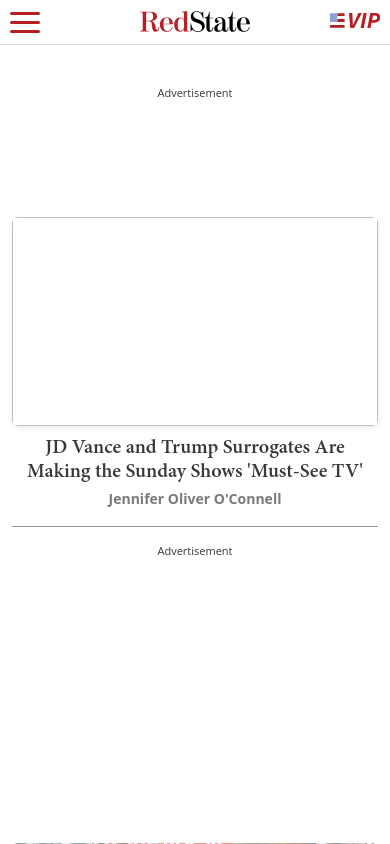 RedState
VIP
Advertisement
JD Vance and Trump Surrogates Are
Making the Sunday Shows 'Must-See TV'
Jennifer Oliver O'Connell
Advertisement